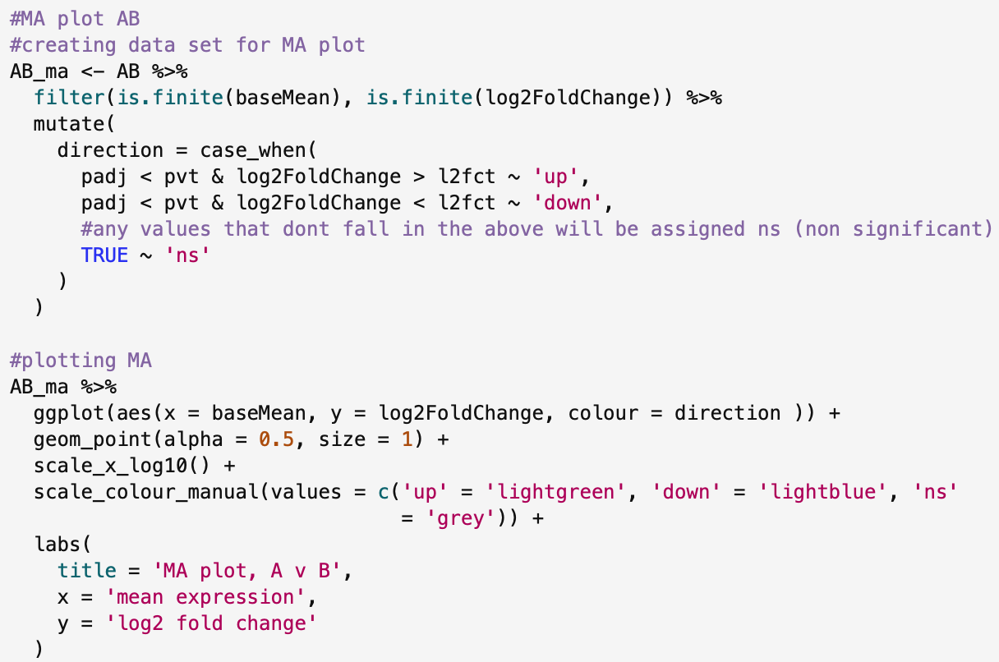 #MA plot AB
#creating data set for MA plot
AB_ma <- AB %>%
  filter(is.finite(baseMean), is.finite(log2FoldChange)) %>%
  mutate(
    direction = case_when(
      padj < pvt & log2FoldChange > l2fct ~ 'up',
      padj < pvt & log2FoldChange < l2fct ~ 'down',
      #any values that dont fall in the above will be assigned ns (non significant)
      TRUE ~ 'ns'
    )
  )

#plotting MA
AB_ma %>%
  ggplot(aes(x = baseMean, y = log2FoldChange, colour = direction )) +
  geom_point(alpha = 0.5, size = 1) +
  scale_x_log10() +
  scale_colour_manual(values = c('up' = 'lightgreen', 'down' = 'lightblue', 'ns'
                                 = 'grey')) +
  labs(
    title = 'MA plot, A v B',
    x = 'mean expression',
    y = 'log2 fold change'
  )